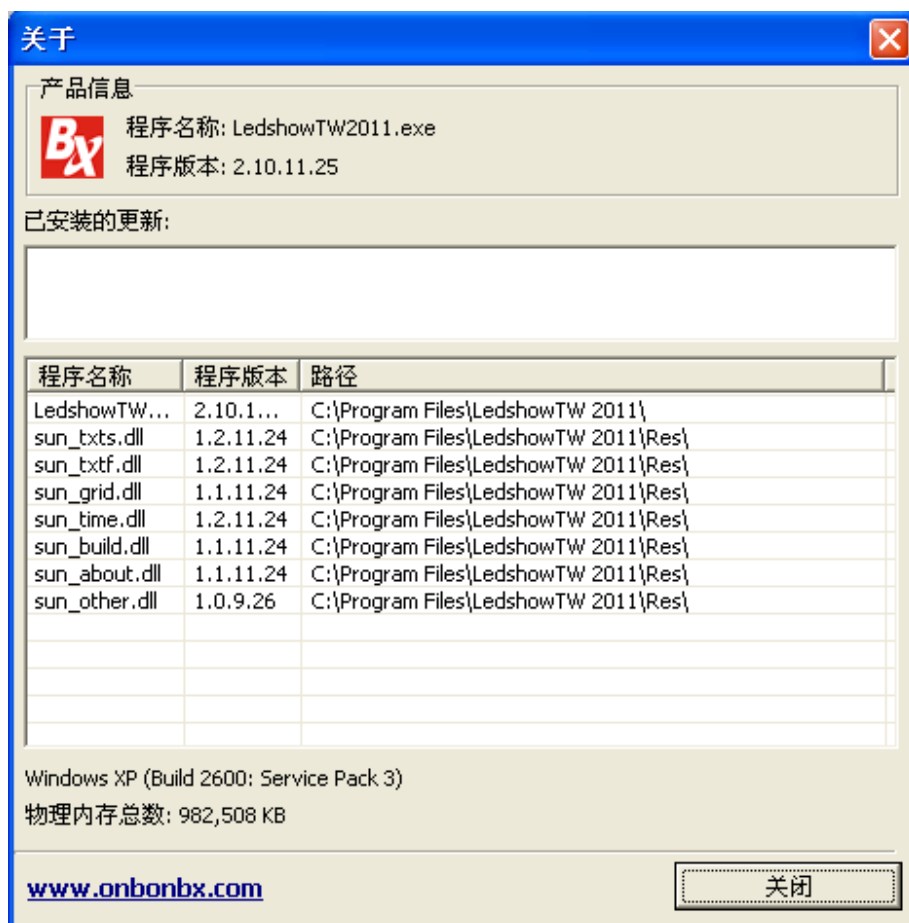 关于
产品信息
BX
程序名称: LedshowTW2011.exe
程序版本: 2.10.11.25
已安装的更新:
程序名称 程序版本 路径
LedshowTW... 2.10.1... C:\Program Files\LedshowTW 2011\
sun_txts.dll 1.2.11.24 C:\Program Files\LedshowTW 2011\Res\
sun_txtf.dll 1.2.11.24 C:\Program Files\LedshowTW 2011\Res\
sun_grid.dll 1.1.11.24 C:\Program Files\LedshowTW 2011\Res\
sun_time.dll 1.2.11.24 C:\Program Files\LedshowTW 2011\Res\
sun_build.dll 1.1.11.24 C:\Program Files\LedshowTW 2011\Res\
sun_about.dll 1.1.11.24 C:\Program Files\LedshowTW 2011\Res\
sun_other.dll 1.0.9.26 C:\Program Files\LedshowTW 2011\Res\
Windows XP (Build 2600: Service Pack 3)
物理内存总数: 982,508 KB
www.onbonbx.com
关闭